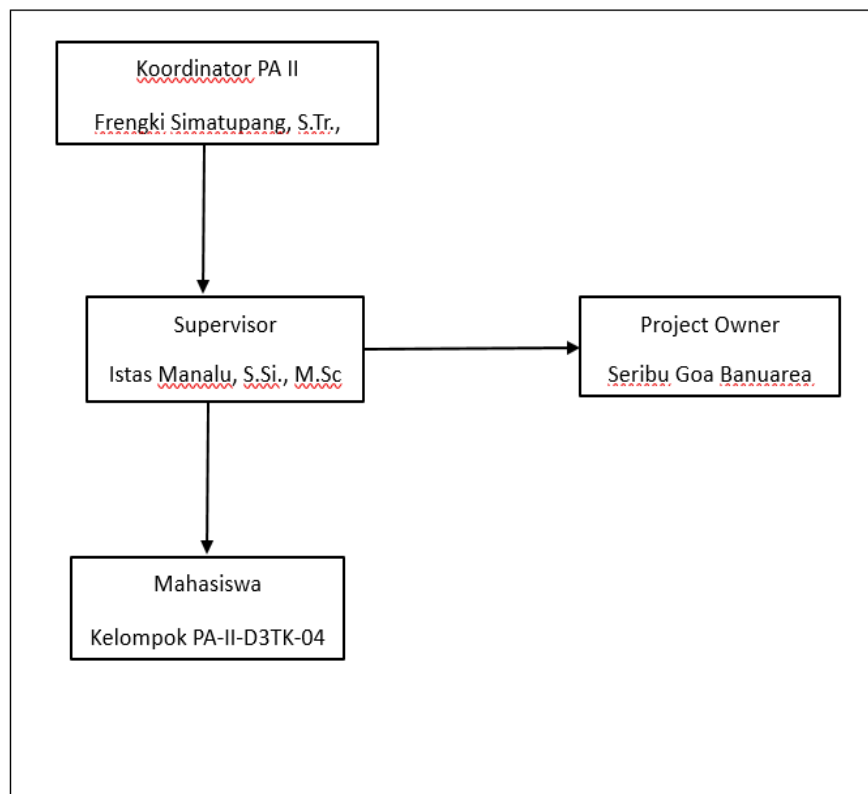 Koordinator PA II
Frengki Simatupang, S.Tr.,
Supervisor
Istas Manalu, S.Si., M.Sc
Project Owner
Seribu Goa Banuarea
Mahasiswa
Kelompok PA-II-D3TK-04